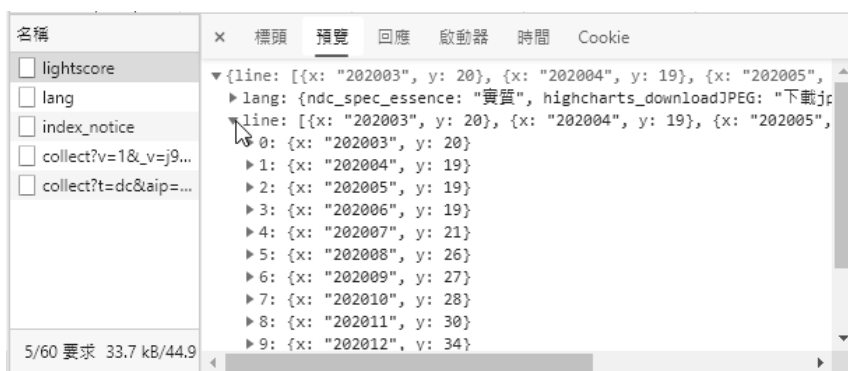 名稱
× 標頭 預覽 回應 啟動器 時間 Cookie
lightscore
lang
index_notice
collect?v=1&_v=j9...
collect?t=dc&aip=...
▼{line: [{x: "202003", y: 20}, {x: "202004", y: 19}, {x: "202005",
▶lang: {ndc_spec_essence: "實質", highcharts_downloadJPEG: "下載jp
▼line: [{x: "202003", y: 20}, {x: "202004", y: 19}, {x: "202005",
▶0: {x: "202003", y: 20}
▶1: {x: "202004", y: 19}
▶2: {x: "202005", y: 19}
▶3: {x: "202006", y: 19}
▶4: {x: "202007", y: 21}
▶5: {x: "202008", y: 26}
▶6: {x: "202009", y: 27}
▶7: {x: "202010", y: 28}
▶8: {x: "202011", y: 30}
▶9: {x: "202012", y: 34}
5/60 要求 33.7 kB/44.9